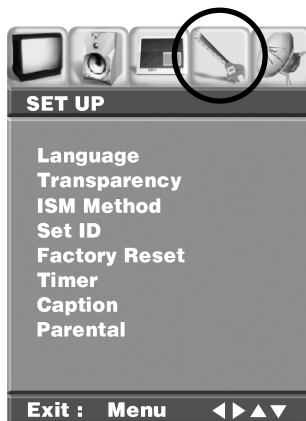 SET UP
Language
Transparency
ISM Method
Set ID
Factory Reset
Timer
Caption
Parental
Exit : Menu ◀▶▲▼